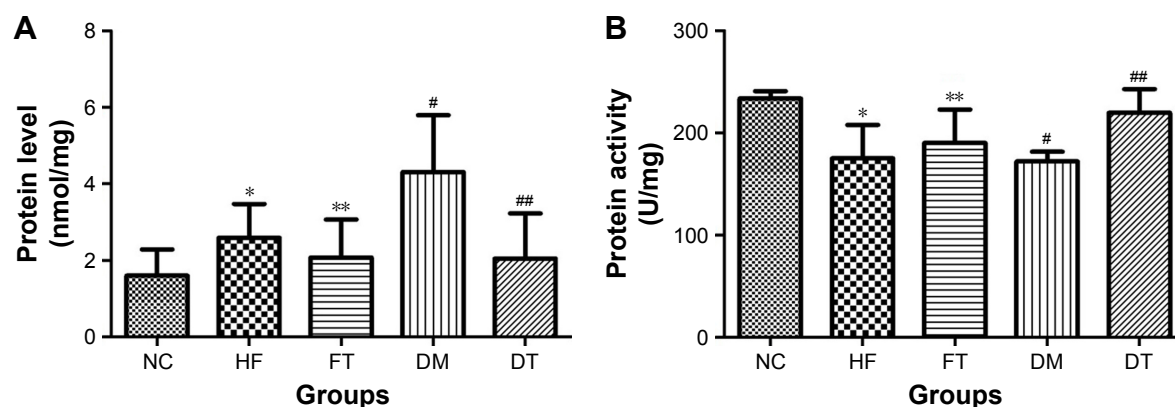 A
Protein level
(nmol/mg)
8
6
4
2
0
*
**
#
##
NC HF FT DM DT
Groups
B
Protein activity
(U/mg)
300
200
100
0
*
**
#
##
NC HF FT DM DT
Groups